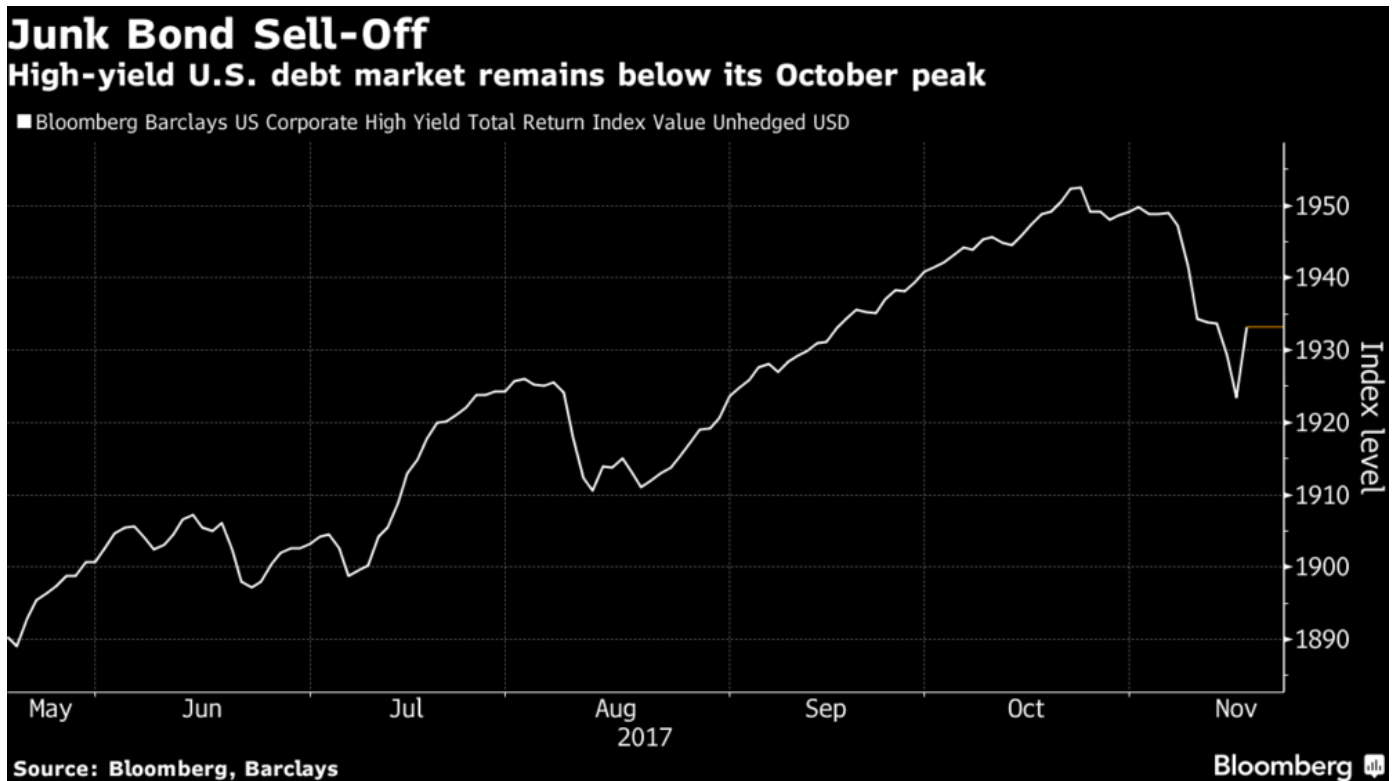 Junk Bond Sell-Off
High-yield U.S. debt market remains below its October peak
Bloomberg Barclays US Corporate High Yield Total Return Index Value Unhedged USD
1950
1940
1930
1920
1910
1900
1890
Index level
May Jun Jul Aug Sep Oct Nov
2017
Source: Bloomberg, Barclays
Bloomberg